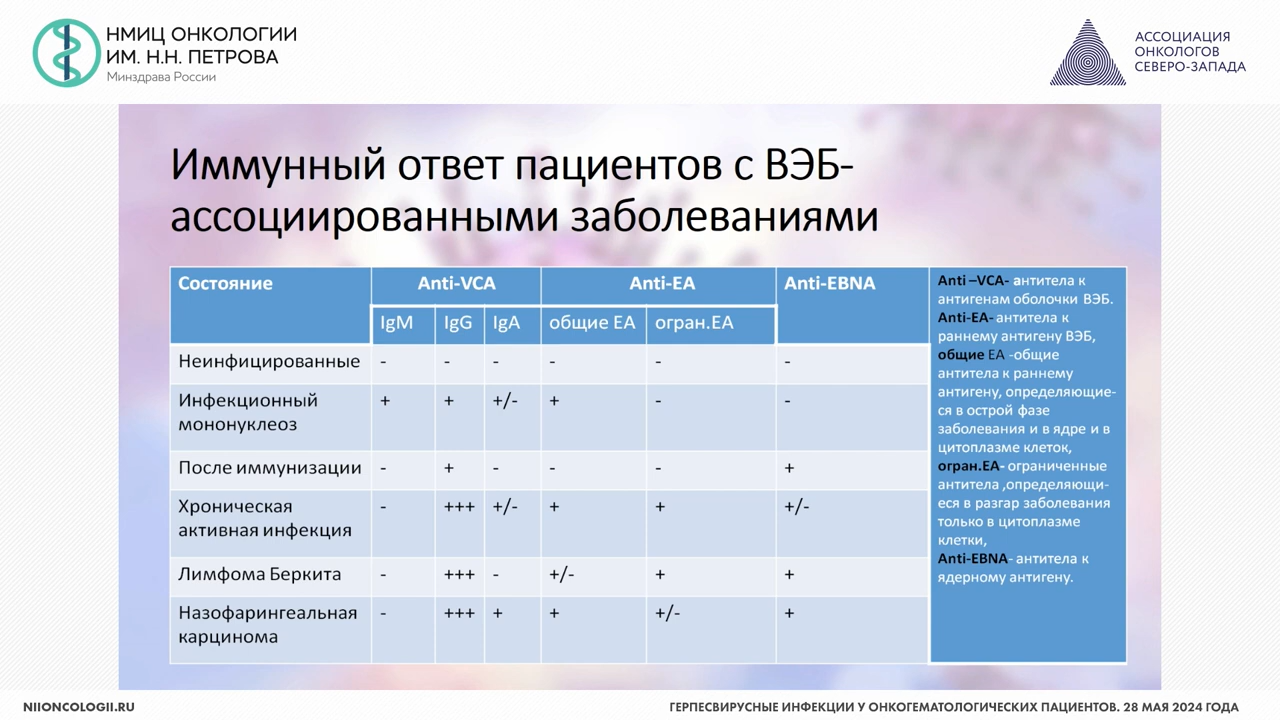 НМИЦ ОНКОЛОГИИ
ИМ. Н.Н. ПЕТРОВА
Минздрава России
АССОЦИАЦИЯ
ОНКОЛОГОВ
СЕВЕРО-ЗАПАДА
Иммунный ответ пациентов с ВЭБ-
ассоциированными заболеваниями
Состояние Anti-VCA Anti-EA Anti-EBNA
IgM IgG IgA общие EA огран.EA
Неинфицированные - - - - - -
Инфекционный + + +/- + - -
мононуклеоз
После иммунизации - + - - - +
Хроническая - +++ +/- + + +/-
активная инфекция
Лимфома Беркита - +++ - +/- + +
Назофарингеальная - +++ + + +/- +
карцинома
Anti –VCA- антитела к
антигенам оболочки ВЭБ.
Anti-EA- антитела к
раннему антигену ВЭБ,
общие EA -общие
антитела к раннему
антигену, определяющие-
ся в острой фазе
заболевания и в ядре и в
цитоплазме клеток,
огран.EA- ограниченные
антитела ,определяющи-
еся в разгар заболевания
только в цитоплазме
клетки,
Anti-EBNA- антитела к
ядерному антигену.
NIIONCOLOGII.RU
ГЕРПЕСВИРУСНЫЕ ИНФЕКЦИИ У ОНКОГЕМАТОЛОГИЧЕСКИХ ПАЦИЕНТОВ. 28 МАЯ 2024 ГОДА